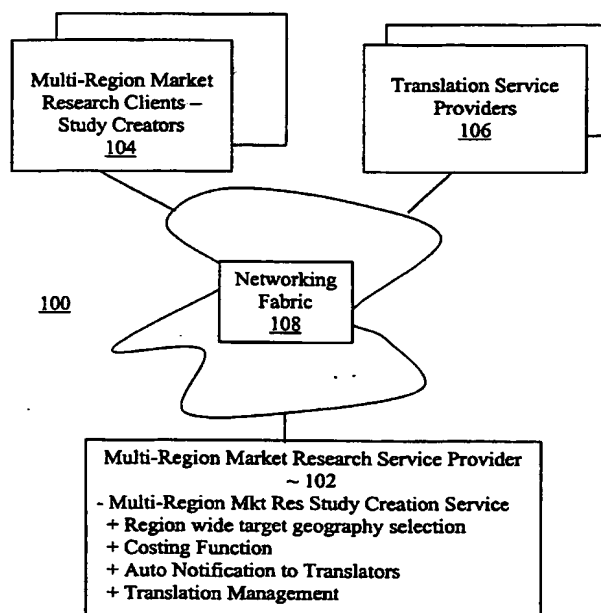 Multi-Region Market
Research Clients –
Study Creators
104
Translation Service
Providers
106
100
Networking
Fabric
108
Multi-Region Market Research Service Provider
~ 102
- Multi-Region Mkt Res Study Creation Service
+ Region wide target geography selection
+ Costing Function
+ Auto Notification to Translators
+ Translation Management